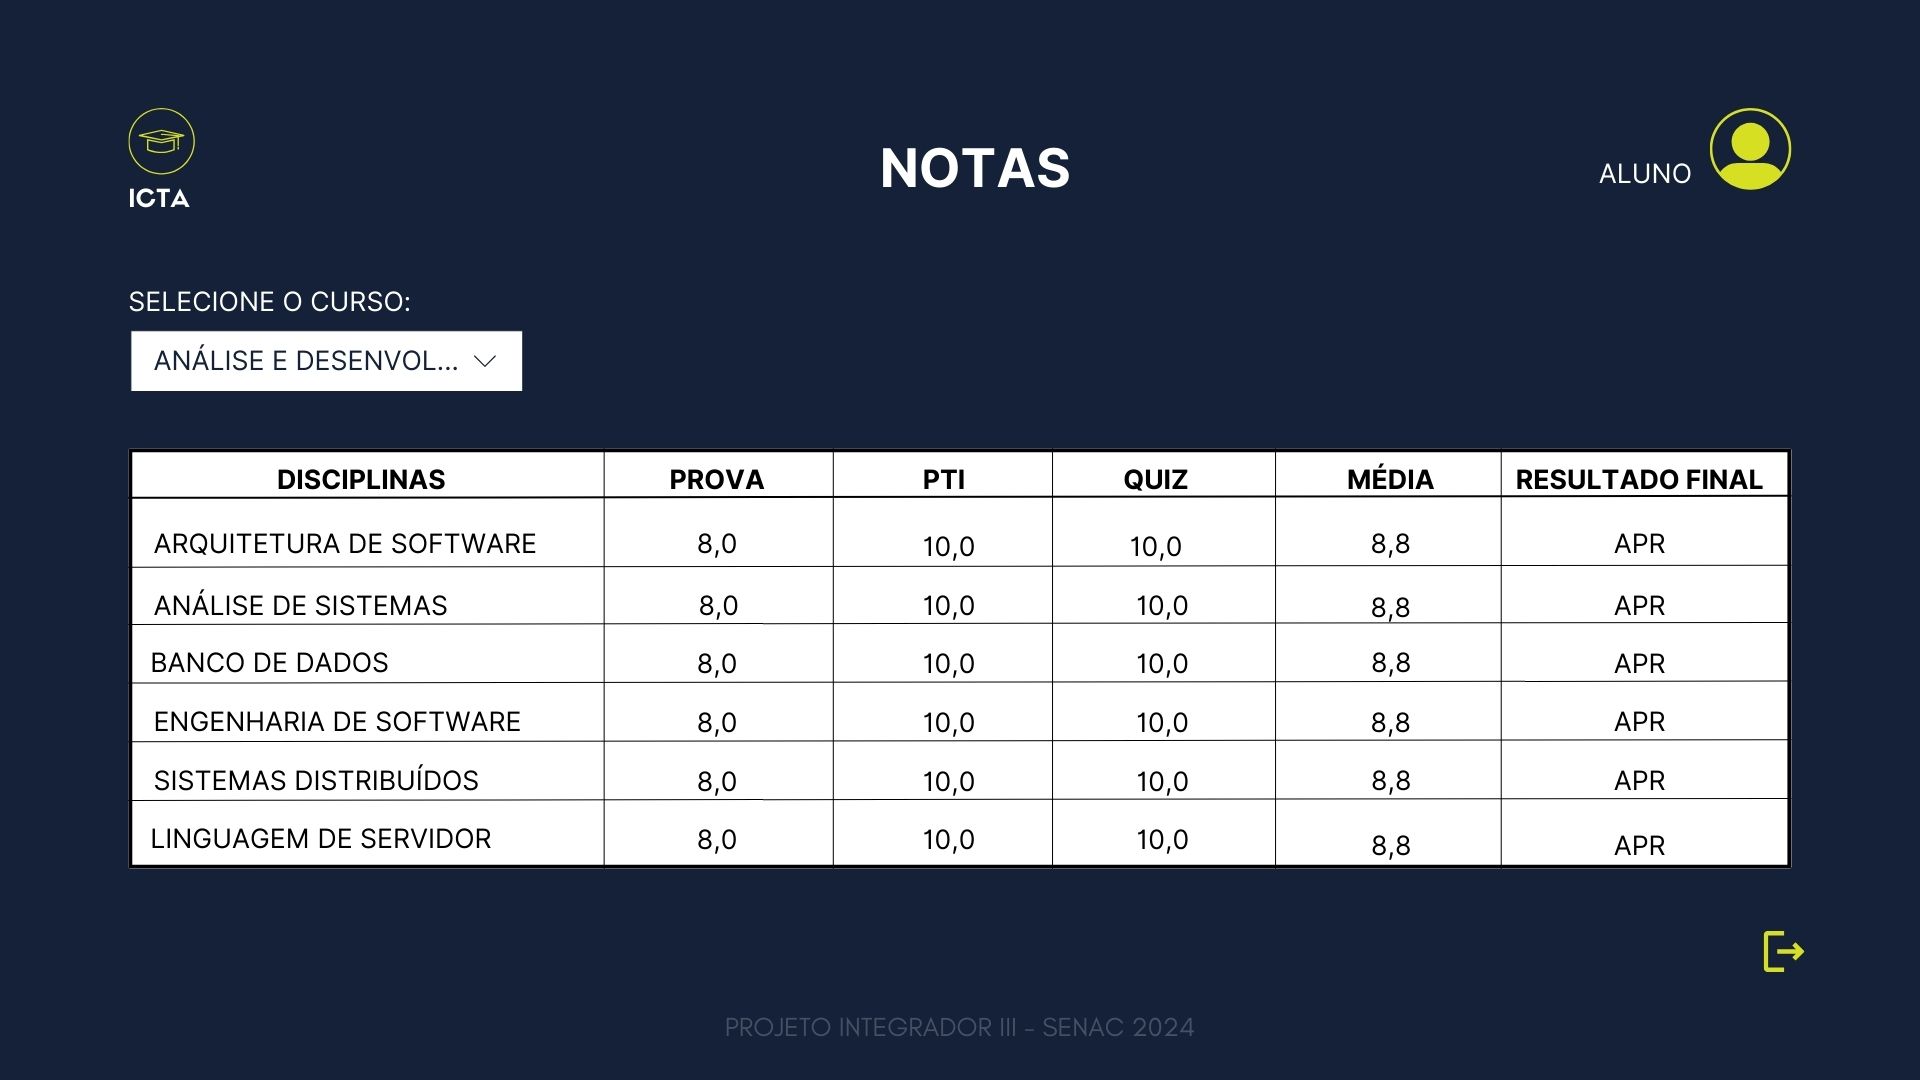 ICTA
NOTAS
ALUNO
SELECIONE O CURSO:
ANÁLISE E DESENVOL...
DISCIPLINAS PROVA PTI QUIZ MÉDIA RESULTADO FINAL
ARQUITETURA DE SOFTWARE 8,0 10,0 10,0 8,8 APR
ANÁLISE DE SISTEMAS 8,0 10,0 10,0 8,8 APR
BANCO DE DADOS 8,0 10,0 10,0 8,8 APR
ENGENHARIA DE SOFTWARE 8,0 10,0 10,0 8,8 APR
SISTEMAS DISTRIBUÍDOS 8,0 10,0 10,0 8,8 APR
LINGUAGEM DE SERVIDOR 8,0 10,0 10,0 8,8 APR
PROJETO INTEGRADOR III - SENAC 2024